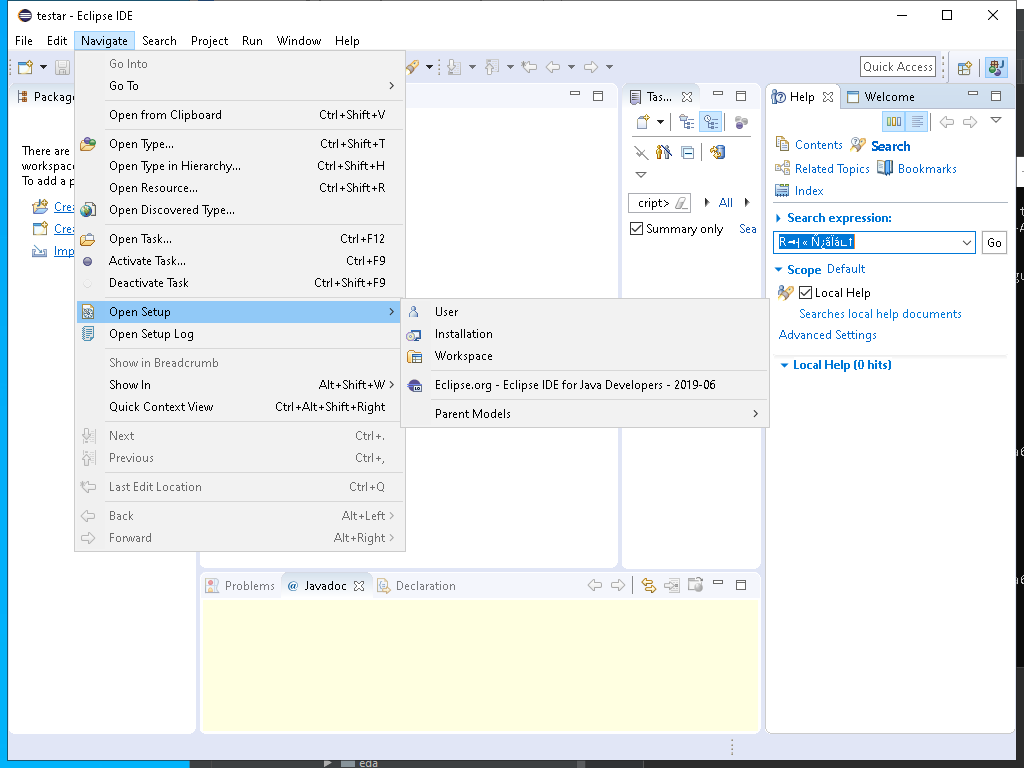 testar - Eclipse IDE
File Edit Navigate Search Project Run Window Help
Quick Access
Go Into
Go To
Open from Clipboard Ctrl+Shift+V
Open Type... Ctrl+Shift+T
Open Type in Hierarchy... Ctrl+Shift+H
Open Resource... Ctrl+Shift+R
Open Discovered Type...
Open Task... Ctrl+F12
Activate Task... Ctrl+F9
Deactivate Task Ctrl+Shift+F9
Open Setup
Open Setup Log
Show in Breadcrumb
Show In Alt+Shift+W
Quick Context View Ctrl+Alt+Shift+Right
Next Ctrl+.
Previous Ctrl+,
Last Edit Location Ctrl+Q
Back Alt+Left
Forward Alt+Right
User
Installation
Workspace
Eclipse.org - Eclipse IDE for Java Developers - 2019-06
Parent Models
Packag
There are
workspac
To add a p
Cre
Cre
Imp
Tas...
cript> All
Summary only Sea
Help Welcome
Contents Search
Related Topics Bookmarks
Index
Search expression:
Go
Scope Default
Local Help
Searches local help documents
Advanced Settings
Local Help (0 hits)
Problems @ Javadoc Declaration
eda